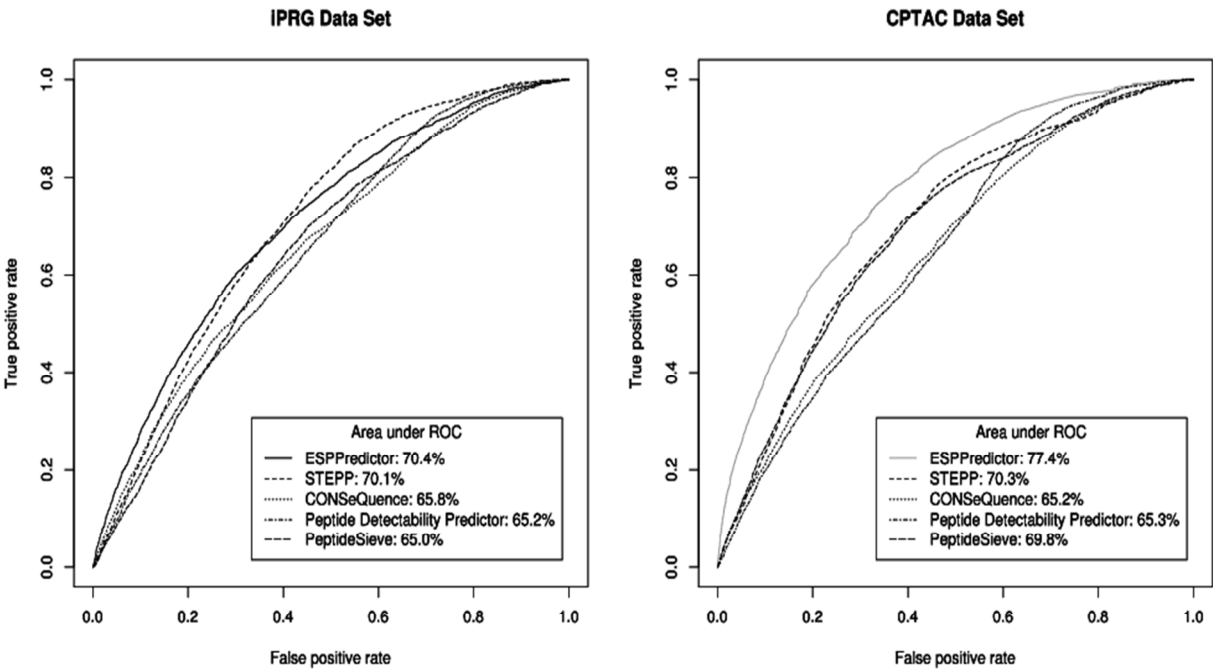 IPRG Data Set
True positive rate
1.0
0.8
0.6
0.4
0.2
0.0
Area under ROC
ESPPredictor: 70.4%
STEPP: 70.1%
CONSeQuence: 65.8%
Peptide Detectability Predictor: 65.2%
PeptideSieve: 65.0%
0.0 0.2 0.4 0.6 0.8 1.0
False positive rate
CPTAC Data Set
True positive rate
1.0
0.8
0.6
0.4
0.2
0.0
Area under ROC
ESPPredictor: 77.4%
STEPP: 70.3%
CONSeQuence: 65.2%
Peptide Detectability Predictor: 65.3%
PeptideSieve: 69.8%
0.0 0.2 0.4 0.6 0.8 1.0
False positive rate